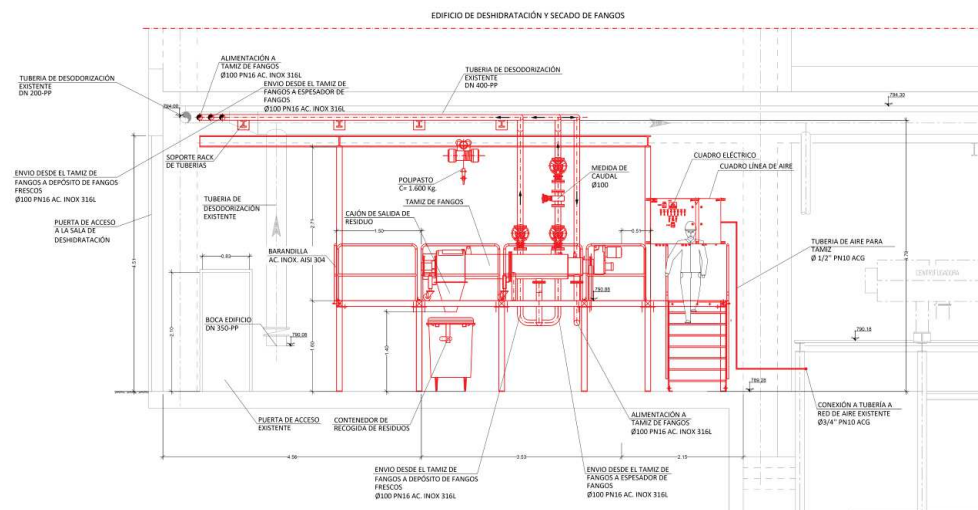 EDIFICIO DE DESHIDRATACIÓN Y SECADO DE FANGOS
ALIMENTACIÓN A
TAMIZ DE FANGOS
Ø100 PN16 AC. INOX 316L
TUBERIA DE DESODORIZACIÓN
EXISTENTE
DN 200-PP
ENVIO DESDE EL TAMIZ DE
FANGOS A ESPESADOR DE
FANGOS
Ø100 PN16 AC. INOX 316L
TUBERIA DE DESODORIZACIÓN
EXISTENTE
DN 400-PP
SOPORTE RACK
DE TUBERIAS
ENVIO DESDE EL TAMIZ DE
FANGOS A DEPÓSITO DE FANGOS
FRESCOS
Ø100 PN16 AC. INOX 316L
POLIPASTO
C= 1.600 Kg.
MEDIDA DE
CAUDAL
Ø100
CUADRO ELÉCTRICO
CUADRO LÍNEA DE AIRE
TUBERIA DE
DESODORIZACIÓN
EXISTENTE
TAMIZ DE FANGOS
CAJÓN DE SALIDA DE
RESIDUO
PUERTA DE ACCESO
A LA SALA DE
DESHIDRATACIÓN
BARANDILLA
AC. INOX. AISI 304
TUBERIA DE AIRE PARA
TAMIZ
Ø 1/2" PN10 ACG
BOCA EDIFICIO
DN 350-PP
790.18
789.28
PUERTA DE ACCESO
EXISTENTE
CONTENEDOR DE
RECOGIDA DE RESIDUOS
ALIMENTACIÓN A
TAMIZ DE FANGOS
Ø100 PN16 AC. INOX 316L
CONEXIÓN A TUBERÍA A
RED DE AIRE EXISTENTE
Ø3/4" PN10 ACG
ENVIO DESDE EL TAMIZ DE
FANGOS A DEPÓSITO DE FANGOS
FRESCOS
Ø100 PN16 AC. INOX 316L
ENVIO DESDE EL TAMIZ DE
FANGOS A ESPESADOR DE
FANGOS
Ø100 PN16 AC. INOX 316L